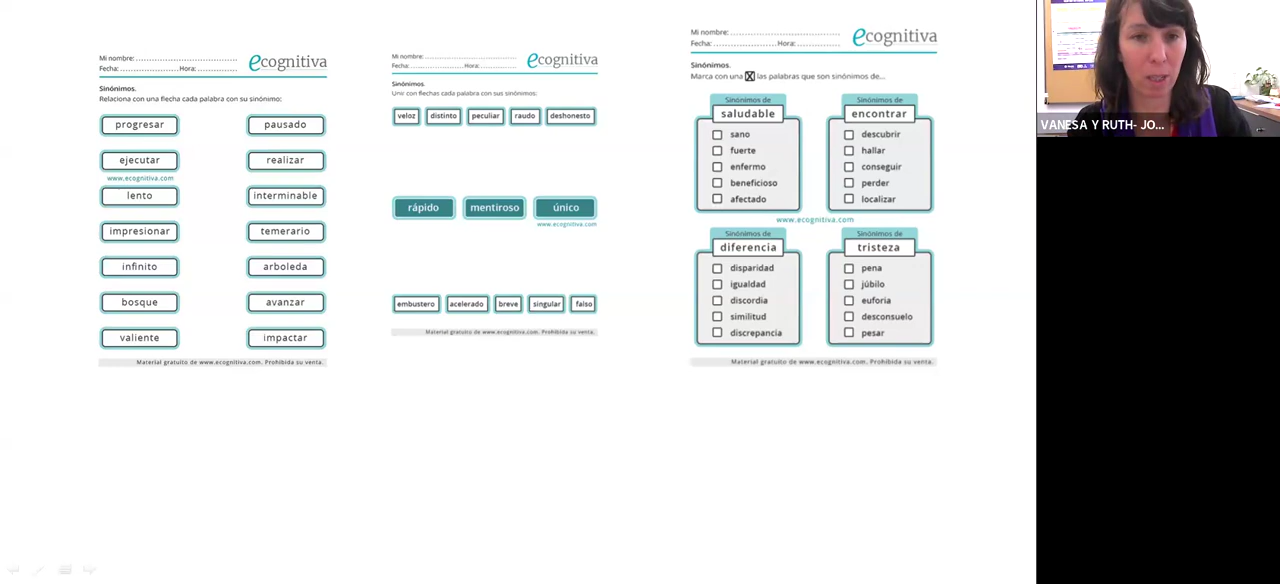 Mi nombre:
Fecha: Hora:
ecognitiva
Sinónimos.
Relaciona con una flecha cada palabra con su sinónimo:
progresar pausado
ejecutar realizar
www.ecognitiva.com
lento interminable
impresionar temerario
infinito arboleda
bosque avanzar
valiente impactar
Material gratuito de www.ecognitiva.com. Prohibida su venta.
Mi nombre:
Fecha: Hora:
ecognitiva
Sinónimos.
Unir con flechas cada palabra con sus sinónimos:
veloz distinto peculiar raudo deshonesto
rápido mentiroso único
www.ecognitiva.com
embustero acelerado breve singular falso
Material gratuito de www.ecognitiva.com. Prohibida su venta.
Mi nombre:
Fecha: Hora:
ecognitiva
Sinónimos.
Marca con una X las palabras que son sinónimos de...
Sinónimos de
saludable
sano
fuerte
enfermo
beneficioso
afectado
Sinónimos de
encontrar
descubrir
hallar
conseguir
perder
localizar
www.ecognitiva.com
Sinónimos de
diferencia
disparidad
igualdad
discordia
similitud
discrepancia
Sinónimos de
tristeza
pena
júbilo
euforia
desconsuelo
pesar
Material gratuito de www.ecognitiva.com. Prohibida su venta.
VANESA Y RUTH- JO...